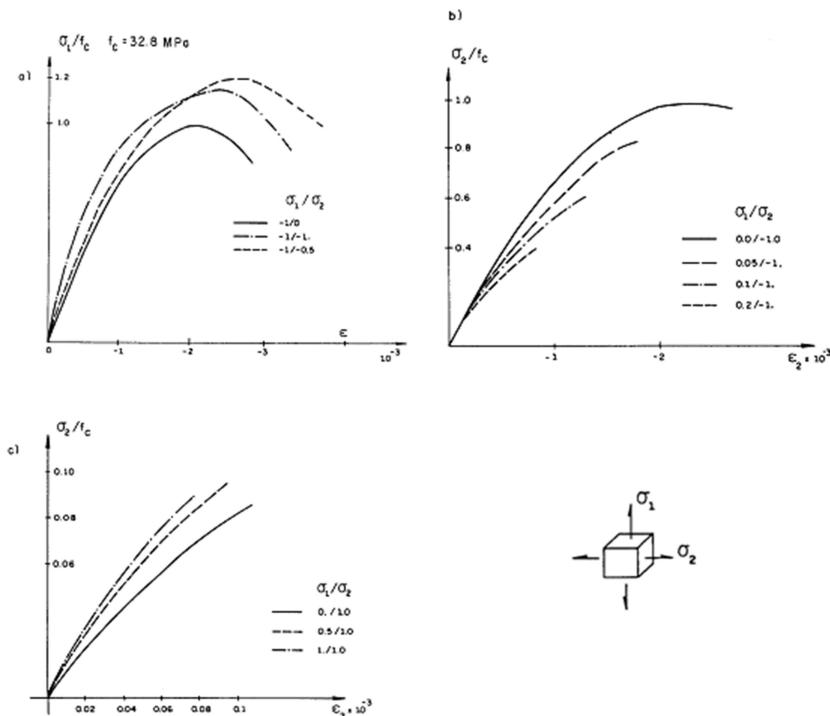 σ₁/f_c f_c = 32.8 MPa
a)
1.2
1.0
σ₁/σ₂
-1/0
-1/-1.
-1/-0.5
0
-1
-2
-3
ε
10⁻³
b)
σ₂/f_c
1.0
0.8
0.6
0.4
σ₁/σ₂
0.0/-1.0
0.05/-1.
0.1/-1.
0.2/-1.
-1
-2
ε₂ = 10⁻³
c)
σ₂/f_c
0.10
0.08
0.06
σ₁/σ₂
0./1.0
0.5/1.0
1./1.0
0.02
0.04
0.06
0.08
0.1
ε₂ = 10⁻³
σ₁
σ₂